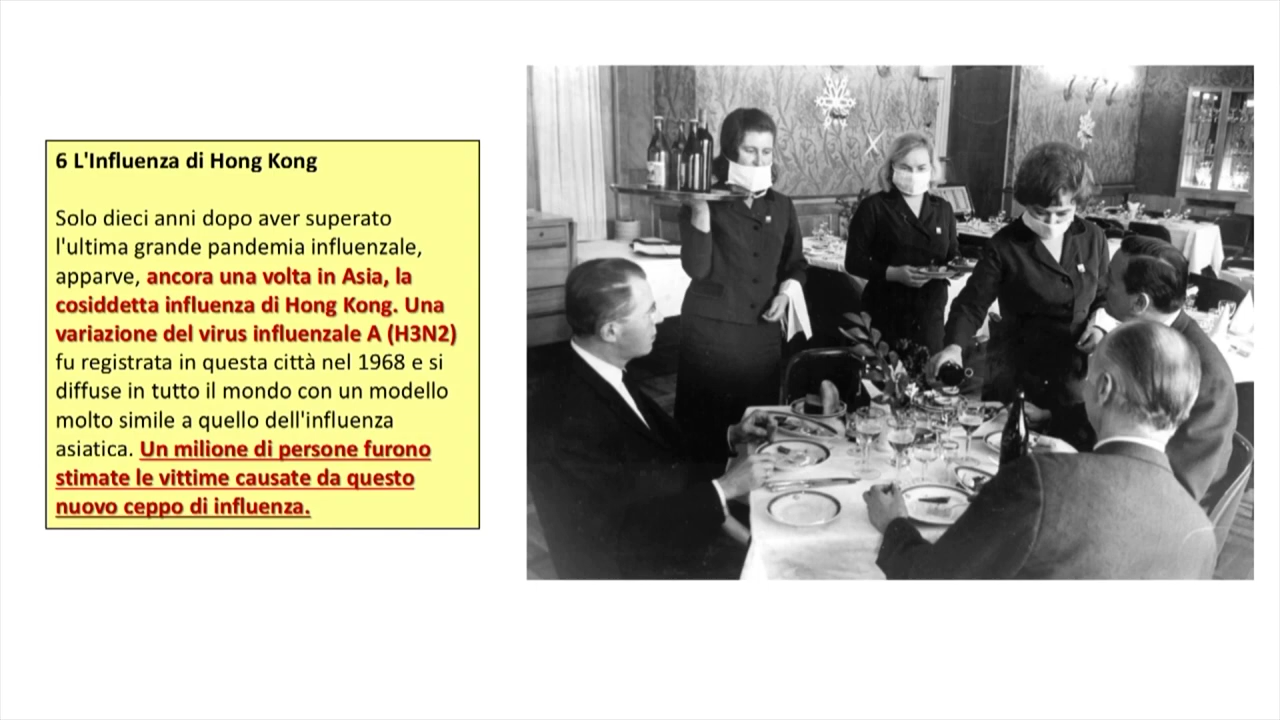 6 L'Influenza di Hong Kong
Solo dieci anni dopo aver superato
l'ultima grande pandemia influenzale,
apparve, ancora una volta in Asia, la
cosiddetta influenza di Hong Kong. Una
variazione del virus influenzale A (H3N2)
fu registrata in questa città nel 1968 e si
diffuse in tutto il mondo con un modello
molto simile a quello dell'influenza
asiatica. Un milione di persone furono
stimate le vittime causate da questo
nuovo ceppo di influenza.